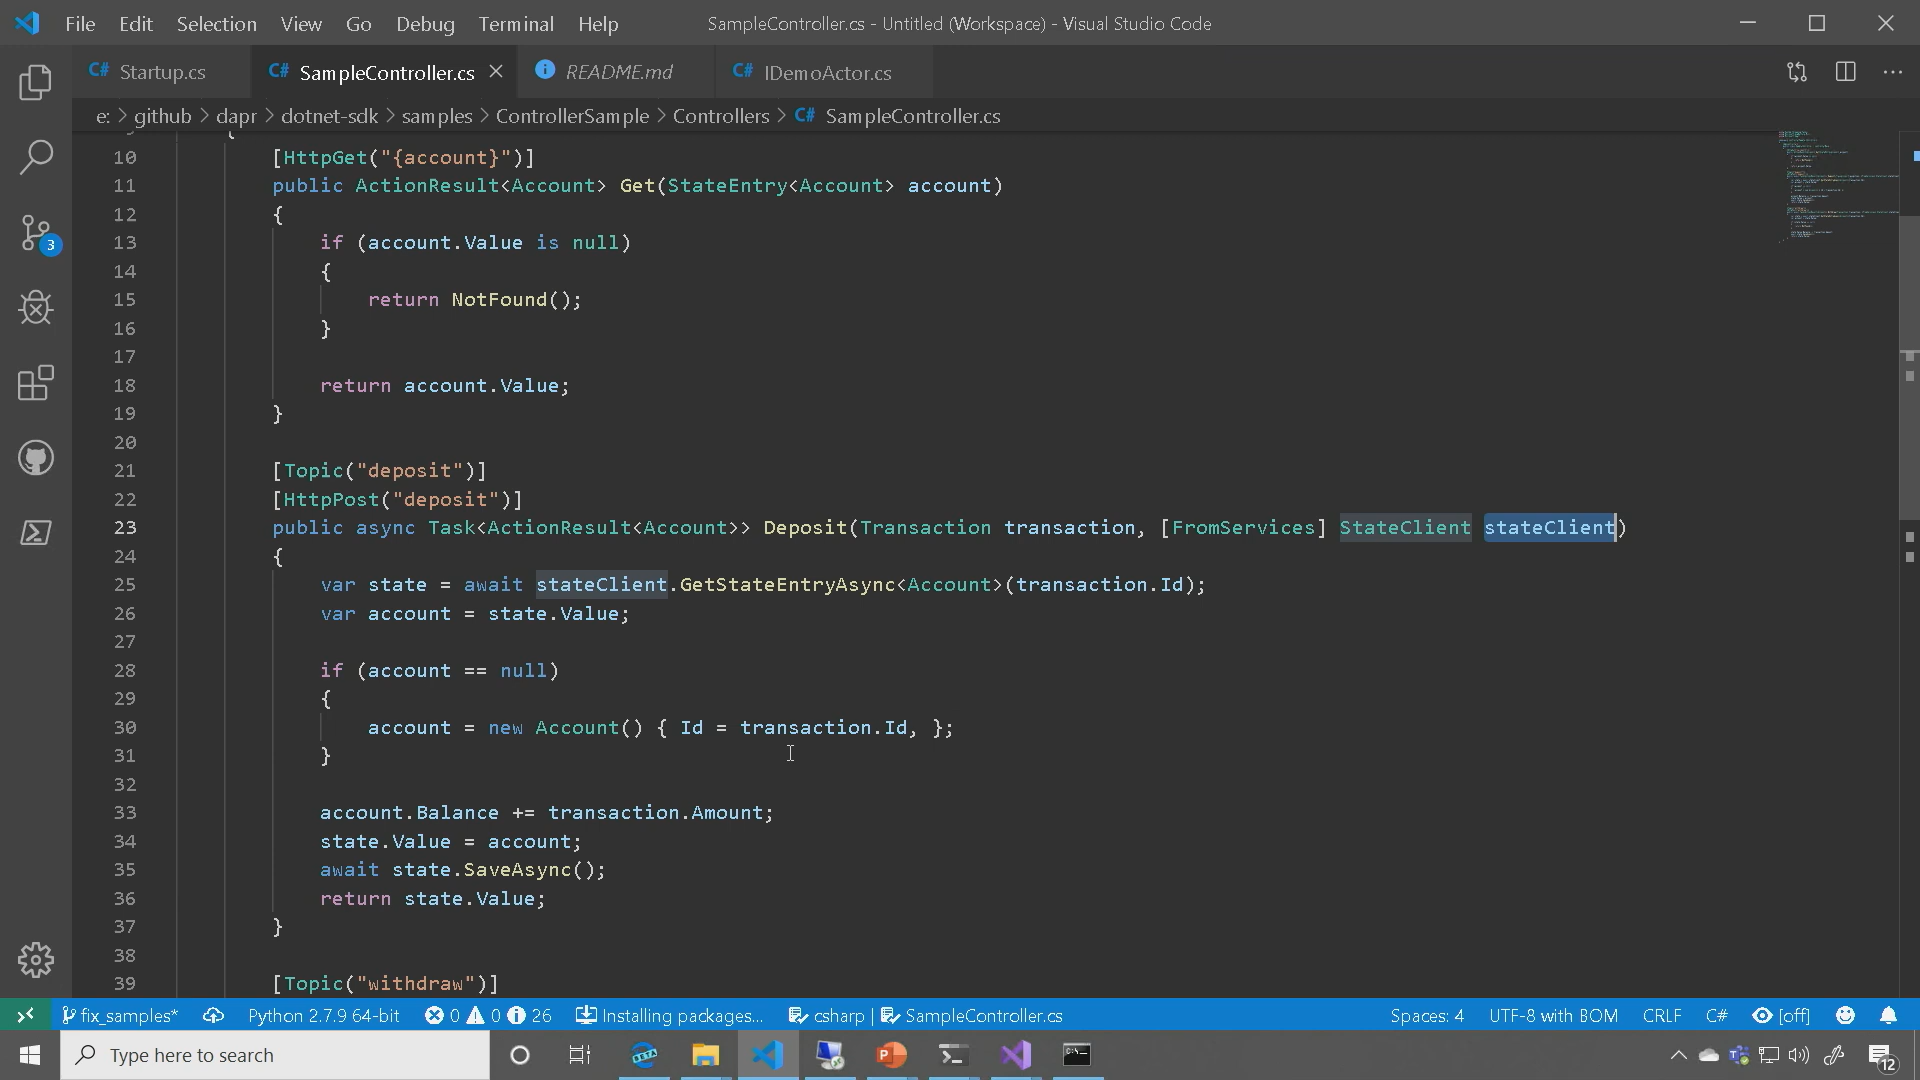 File Edit Selection View Go Debug Terminal Help SampleController.cs - Untitled (Workspace) - Visual Studio Code
C# Startup.cs C# SampleController.cs README.md C# IDemoActor.cs
e: > github > dapr > dotnet-sdk > samples > ControllerSample > Controllers > C# SampleController.cs
10 [HttpGet("{account}")]
11 public ActionResult<Account> Get(StateEntry<Account> account)
12 {
13 if (account.Value is null)
14 {
15 return NotFound();
16 }
17
18 return account.Value;
19 }
20
21 [Topic("deposit")]
22 [HttpPost("deposit")]
23 public async Task<ActionResult<Account>> Deposit(Transaction transaction, [FromServices] StateClient stateClient)
24 {
25 var state = await stateClient.GetStateEntryAsync<Account>(transaction.Id);
26 var account = state.Value;
27
28 if (account == null)
29 {
30 account = new Account() { Id = transaction.Id, };
31 }
32
33 account.Balance += transaction.Amount;
34 state.Value = account;
35 await state.SaveAsync();
36 return state.Value;
37 }
38
39 [Topic("withdraw")]
3
fix_samples* Python 2.7.9 64-bit 0 0 26 Installing packages... csharp | SampleController.cs Spaces: 4 UTF-8 with BOM CRLF C# [off]
Type here to search BETA 12